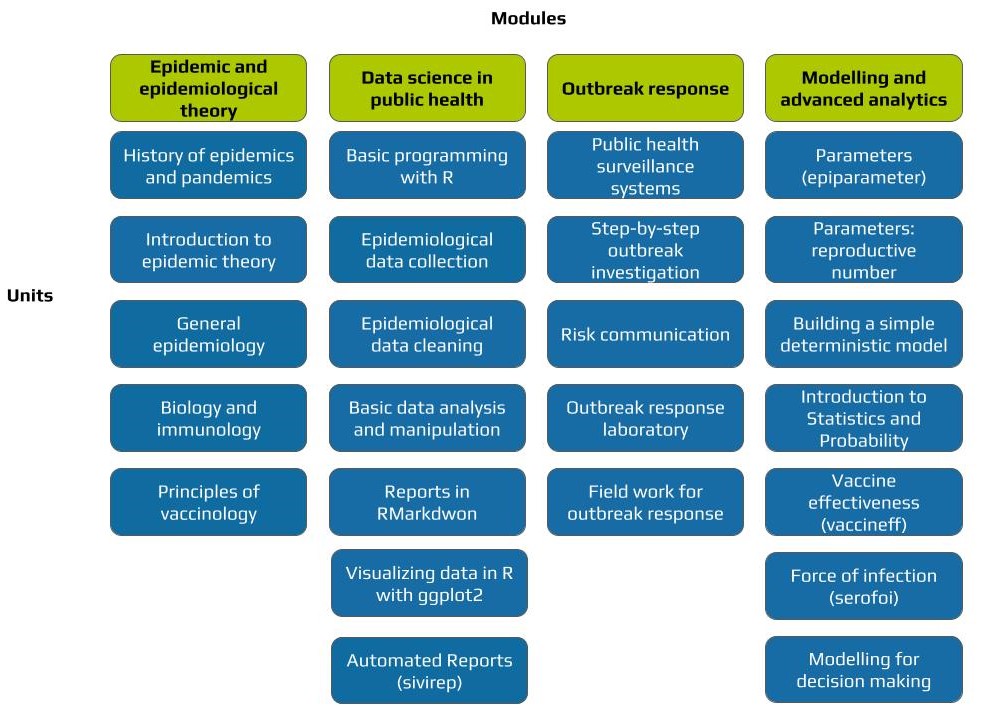 Modules
Epidemic and
epidemiological
theory
Data science in
public health
Outbreak response
Modelling and
advanced analytics
Units
History of epidemics
and pandemics
Basic programming
with R
Public health
surveillance
systems
Parameters
(epiparameter)
Introduction to
epidemic theory
Epidemiological
data collection
Step-by-step
outbreak
investigation
Parameters:
reproductive
number
General
epidemiology
Epidemiological
data cleaning
Risk communication
Building a simple
deterministic model
Biology and
immunology
Basic data analysis
and manipulation
Outbreak response
laboratory
Introduction to
Statistics and
Probability
Principles of
vaccinology
Reports in
RMarkdwon
Field work for
outbreak response
Vaccine
effectiveness
(vaccineff)
Visualizing data in R
with ggplot2
Force of infection
(serofoi)
Automated Reports
(sivirep)
Modelling for
decision making